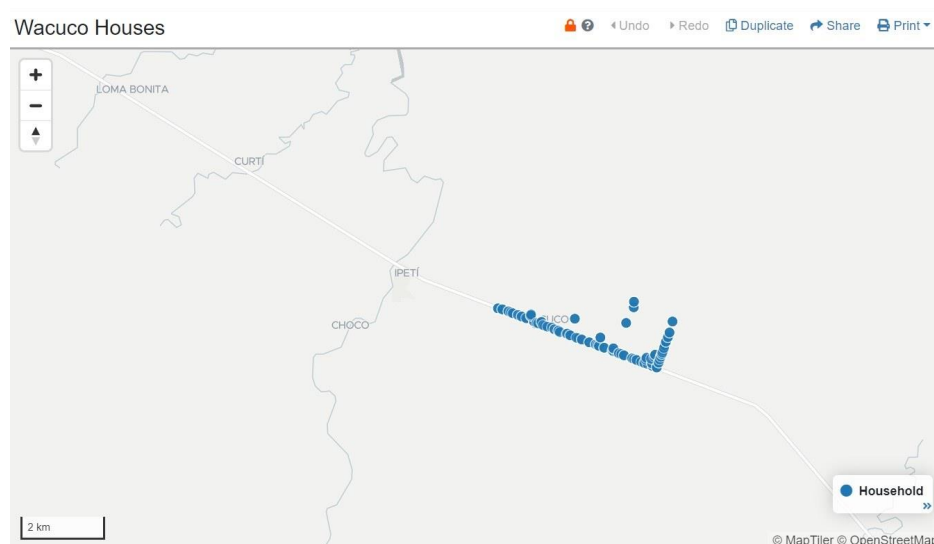 Wacuco Houses
Undo Redo Duplicate Share Print
LOMA BONITA
CURTÍ
IPETÍ
CHOCO
Household
2 km
© MapTiler © OpenStreetMap